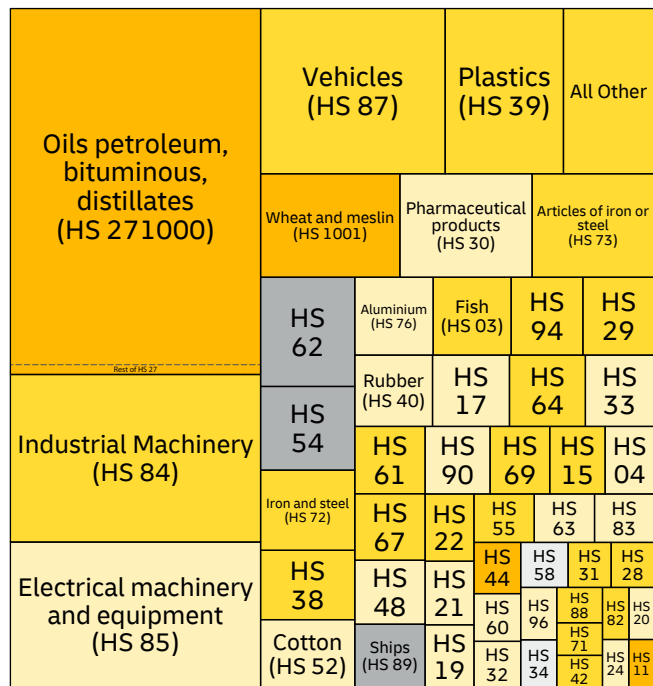 Oils petroleum,
bituminous,
distillates
(HS 271000)
Rest of HS 27
Industrial Machinery
(HS 84)
Electrical machinery
and equipment
(HS 85)
Vehicles
(HS 87)
Plastics
(HS 39)
All Other
Wheat and meslin
(HS 1001)
Pharmaceutical
products
(HS 30)
Articles of iron or
steel
(HS 73)
HS
62
HS
54
Iron and steel
(HS 72)
HS
38
Cotton
(HS 52)
Aluminium
(HS 76)
Fish
(HS 03)
HS
94
HS
29
Rubber
(HS 40)
HS
17
HS
64
HS
33
HS
61
HS
90
HS
69
HS
15
HS
04
HS
67
HS
22
HS
55
HS
63
HS
83
HS
48
HS
21
HS
44
HS
58
HS
31
HS
28
Ships
(HS 89)
HS
19
HS
60
HS
96
HS
88
HS
82
HS
20
HS
71
HS
32
HS
34
HS
42
HS
24
HS
11